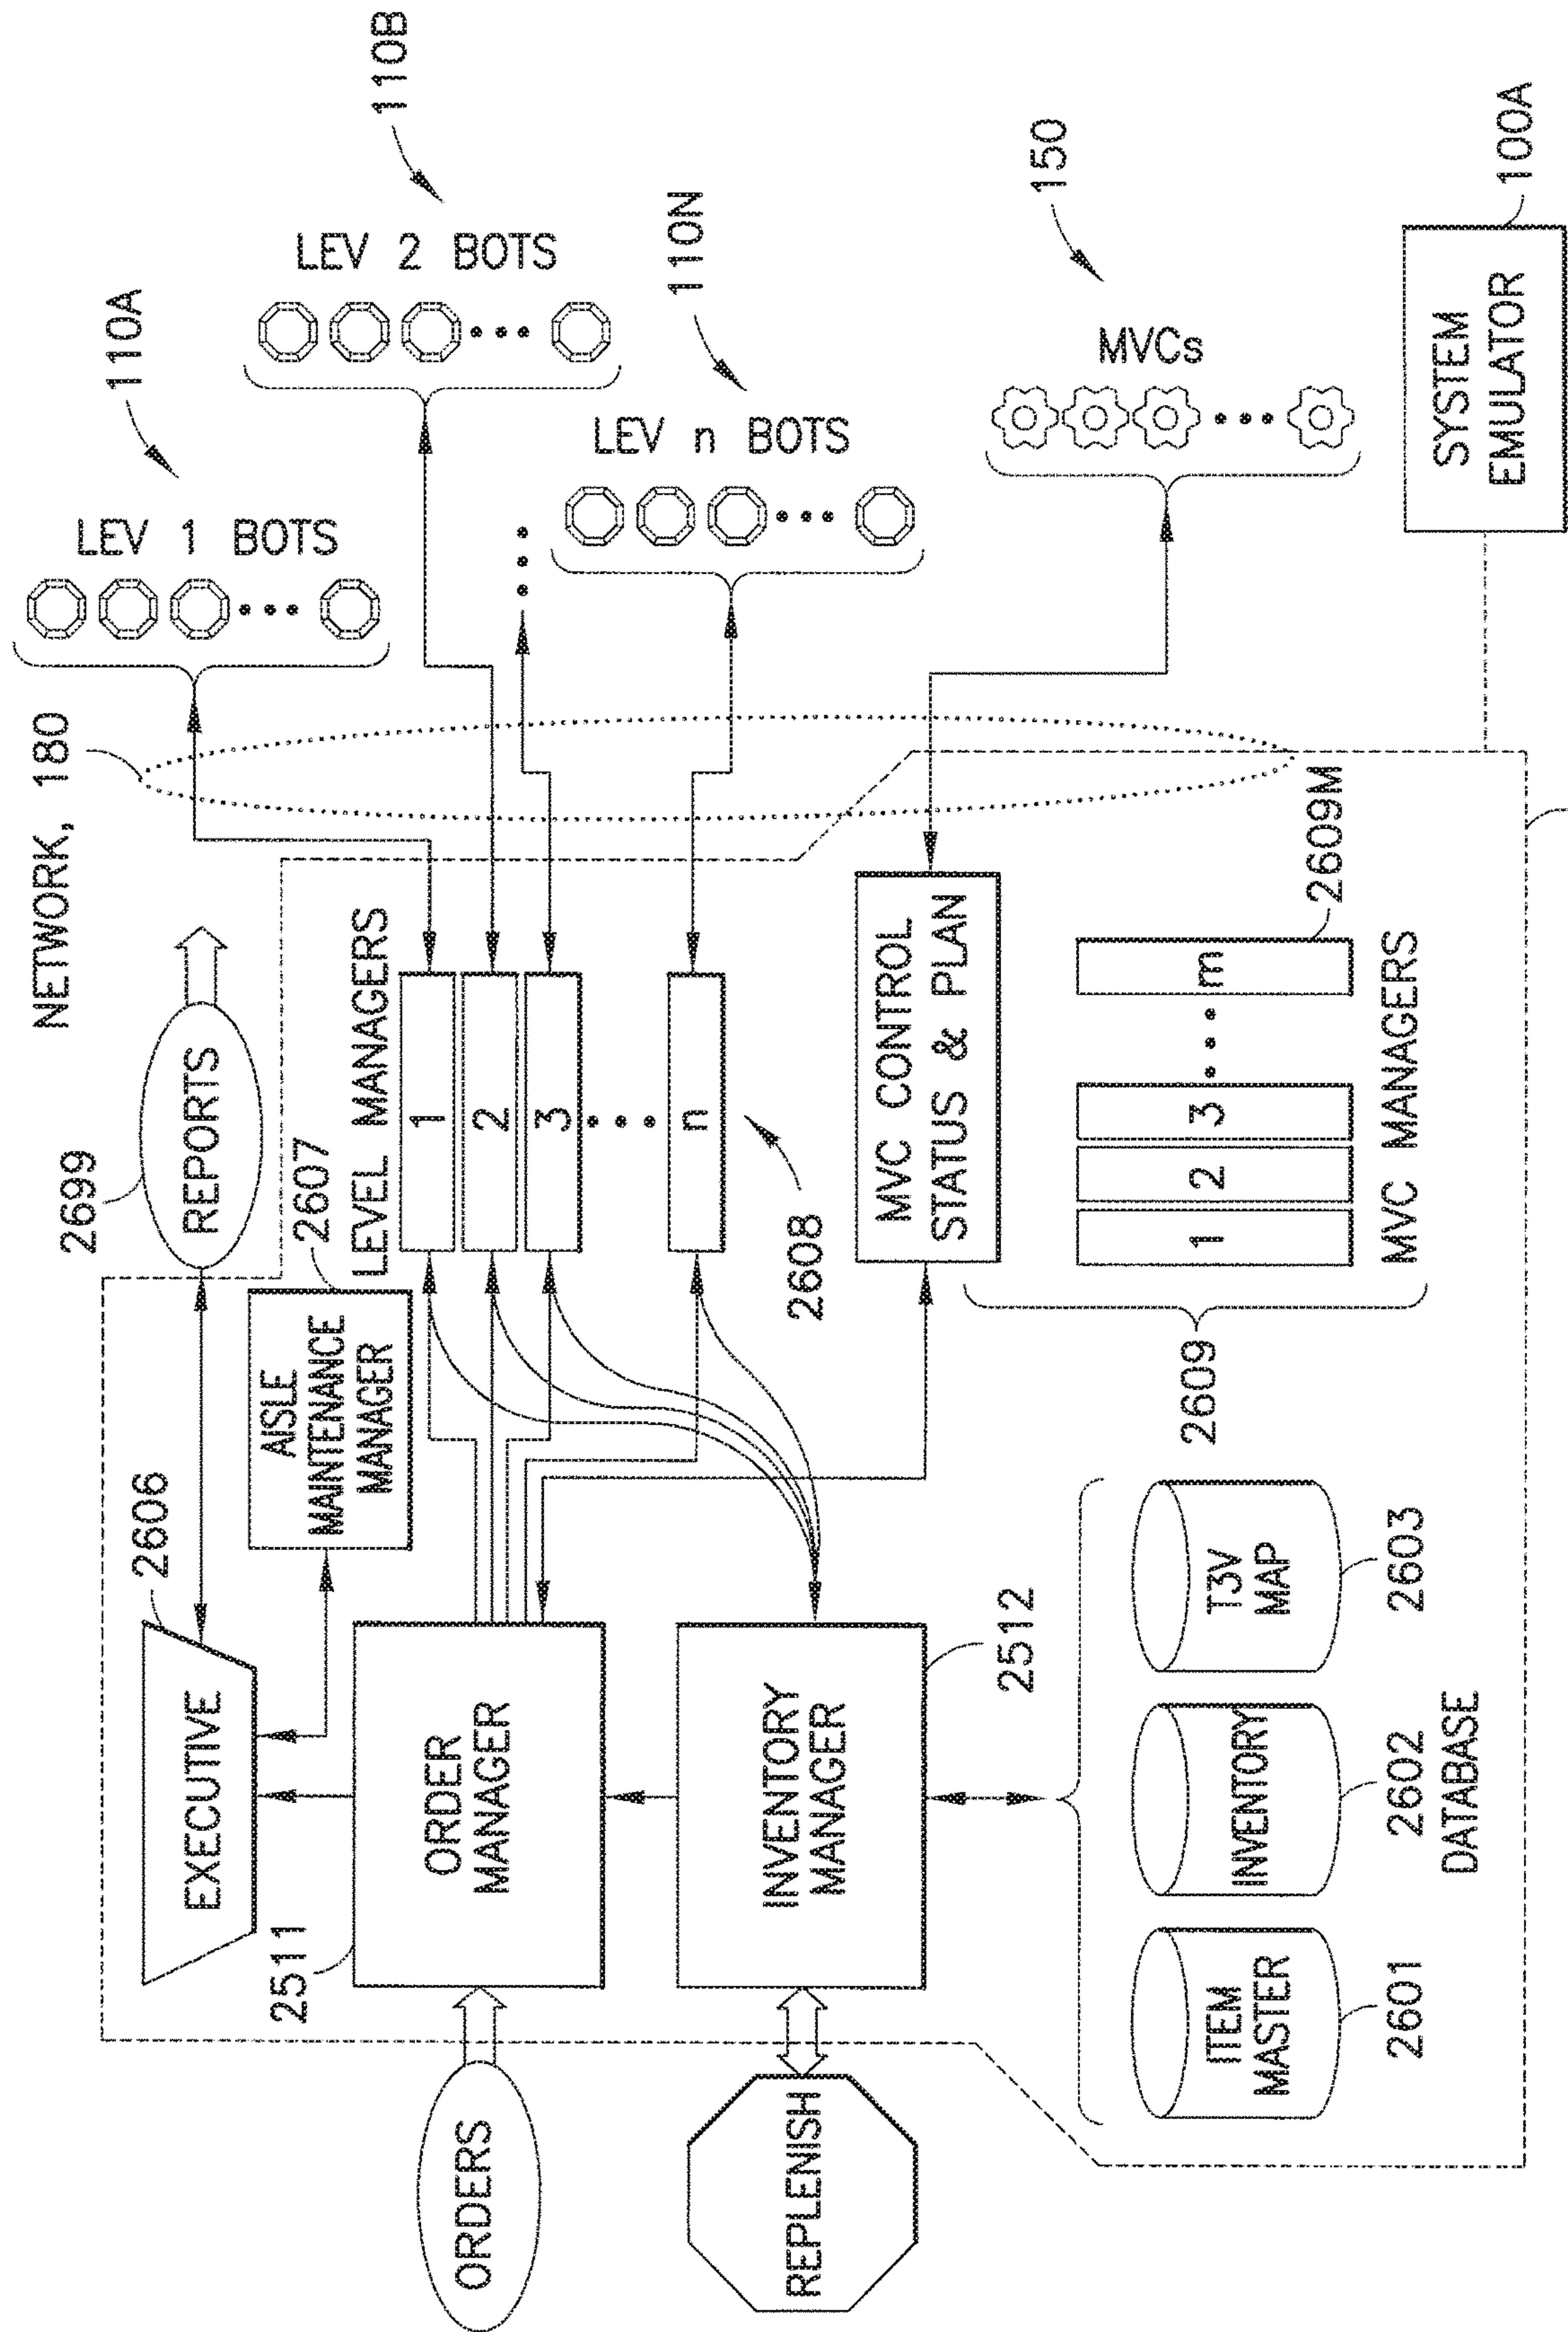 NETWORK, 180
110A
LEV 1 BOTS
110B
LEV 2 BOTS
110N
LEV n BOTS
150
MVCs
100A
SYSTEM
EMULATOR
2699
REPORTS
2606
EXECUTIVE
2607
AISLE
MAINTENANCE
MANAGER
LEVEL MANAGERS
1
2
3
n
2608
2511
ORDER
MANAGER
ORDERS
INVENTORY
MANAGER
2512
REPLENISH
MVC CONTROL
STATUS & PLAN
2609M
1 2 3 m
MVC MANAGERS
2609
ITEM
MASTER
2601
INVENTORY
2602
T3V
MAP
2603
DATABASE